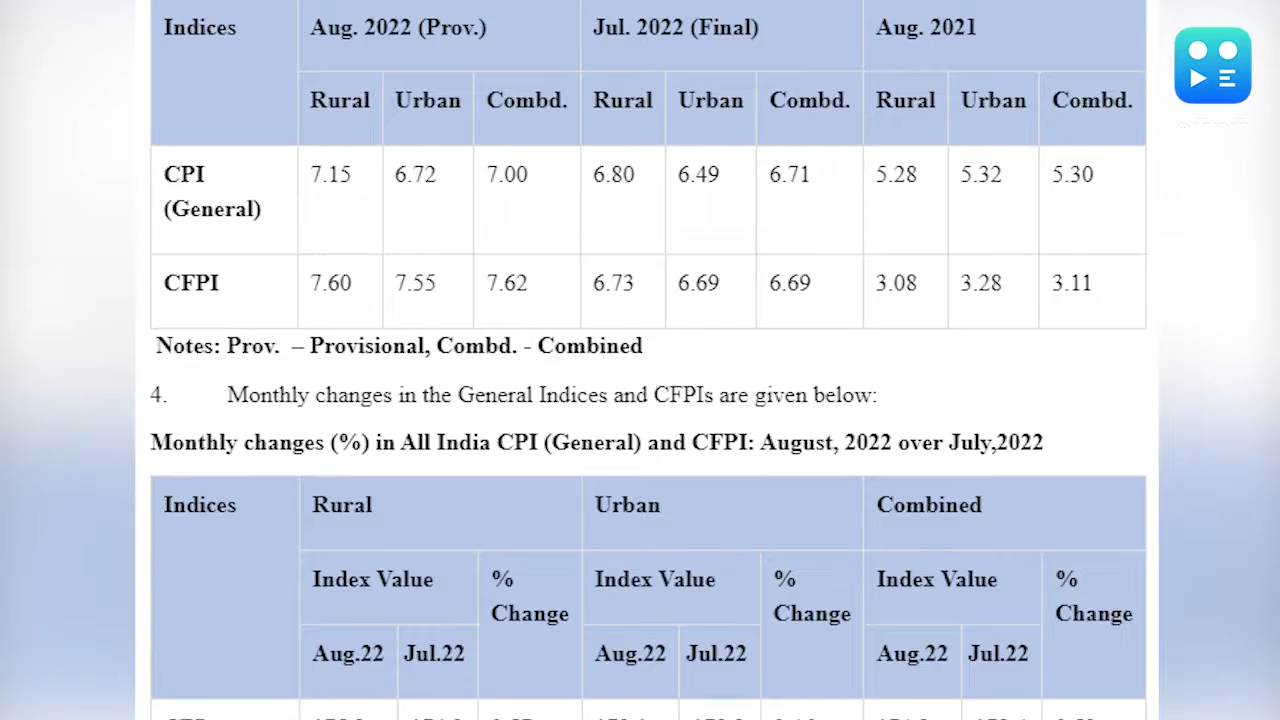 Indices Aug. 2022 (Prov.) Jul. 2022 (Final) Aug. 2021
Rural Urban Combd. Rural Urban Combd. Rural Urban Combd.
CPI (General) 7.15 6.72 7.00 6.80 6.49 6.71 5.28 5.32 5.30
CFPI 7.60 7.55 7.62 6.73 6.69 6.69 3.08 3.28 3.11
Notes: Prov. – Provisional, Combd. - Combined
4. Monthly changes in the General Indices and CFPIs are given below:
Monthly changes (%) in All India CPI (General) and CFPI: August, 2022 over July,2022
Indices Rural Urban Combined
Index Value % Change Index Value % Change Index Value % Change
Aug.22 Jul.22 Aug.22 Jul.22 Aug.22 Jul.22